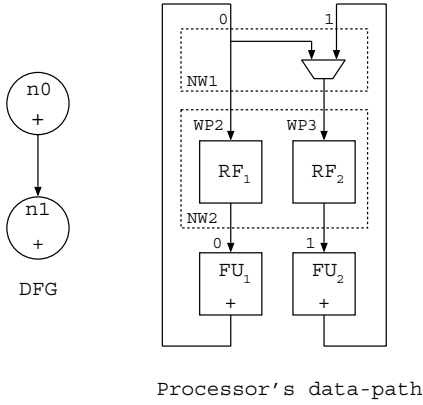 0 1
n0
+
NW1
WP2 WP3
RF1 RF2
n1
+
NW2
0 1
FU1 FU2
+ +
DFG
Processor's data-path